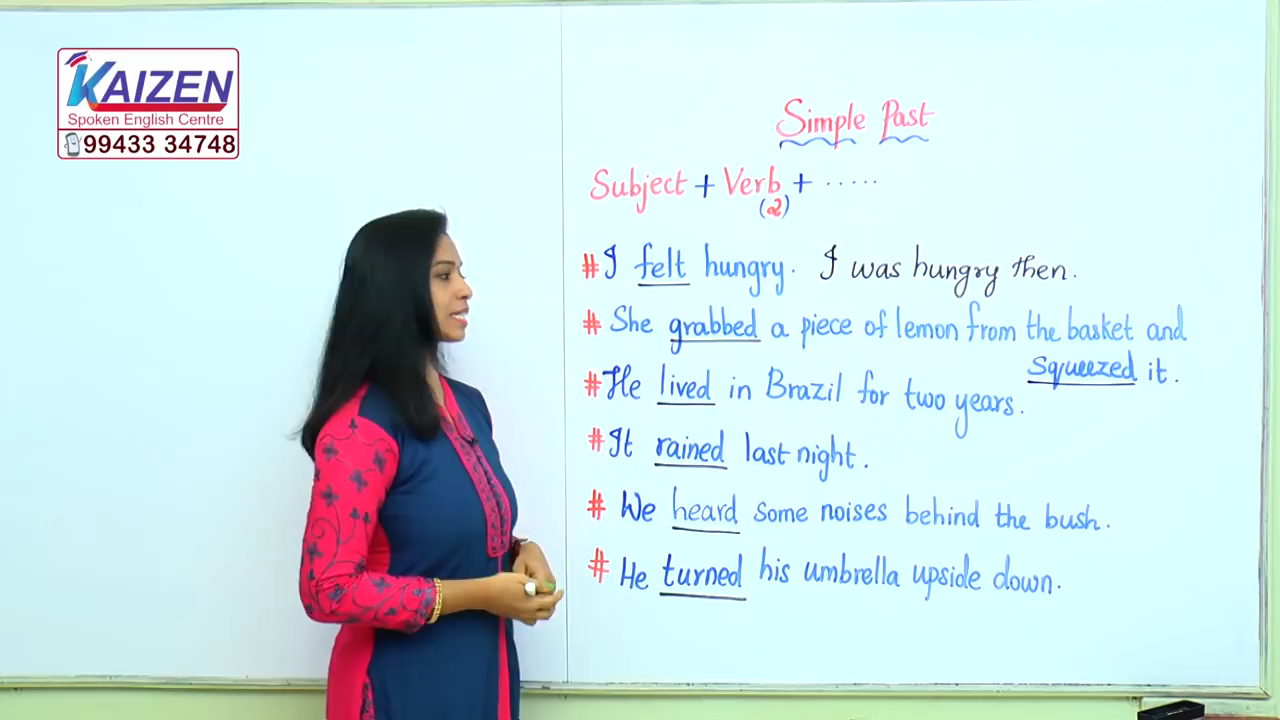 KAIZEN
Spoken English Centre
99433 34748
Simple Past
Subject + Verb + .....
(2)
# I felt hungry. I was hungry then.
# She grabbed a piece of lemon from the basket and
squeezed it.
# He lived in Brazil for two years.
# It rained last night.
# We heard some noises behind the bush.
# He turned his umbrella upside down.